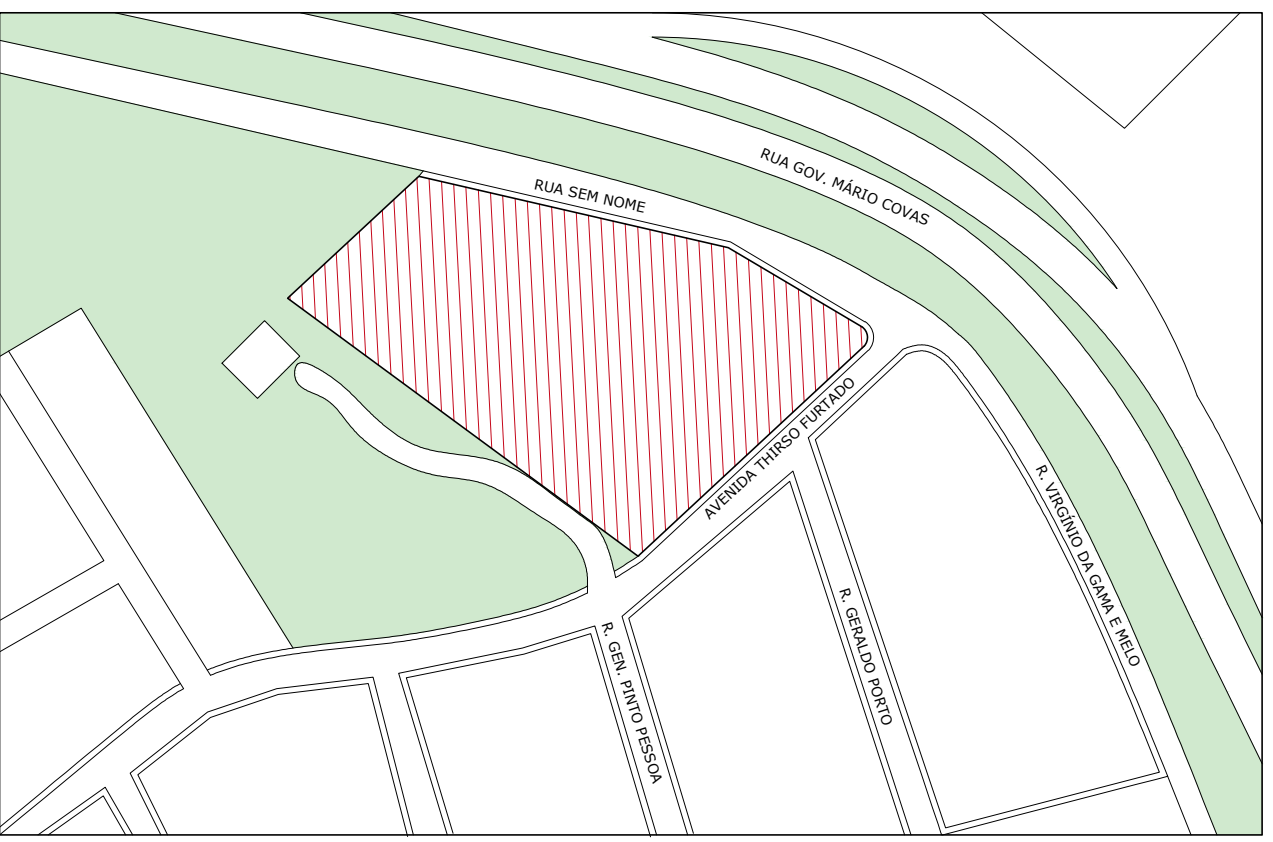 RUA GOV. MÁRIO COVAS
RUA SEM NOME
AVENIDA THIRSO FURTADO
R. VIRGÍNIO DA GAMA E MELO
R. GERALDO PORTO
R. GEN. PINTO PESSOA